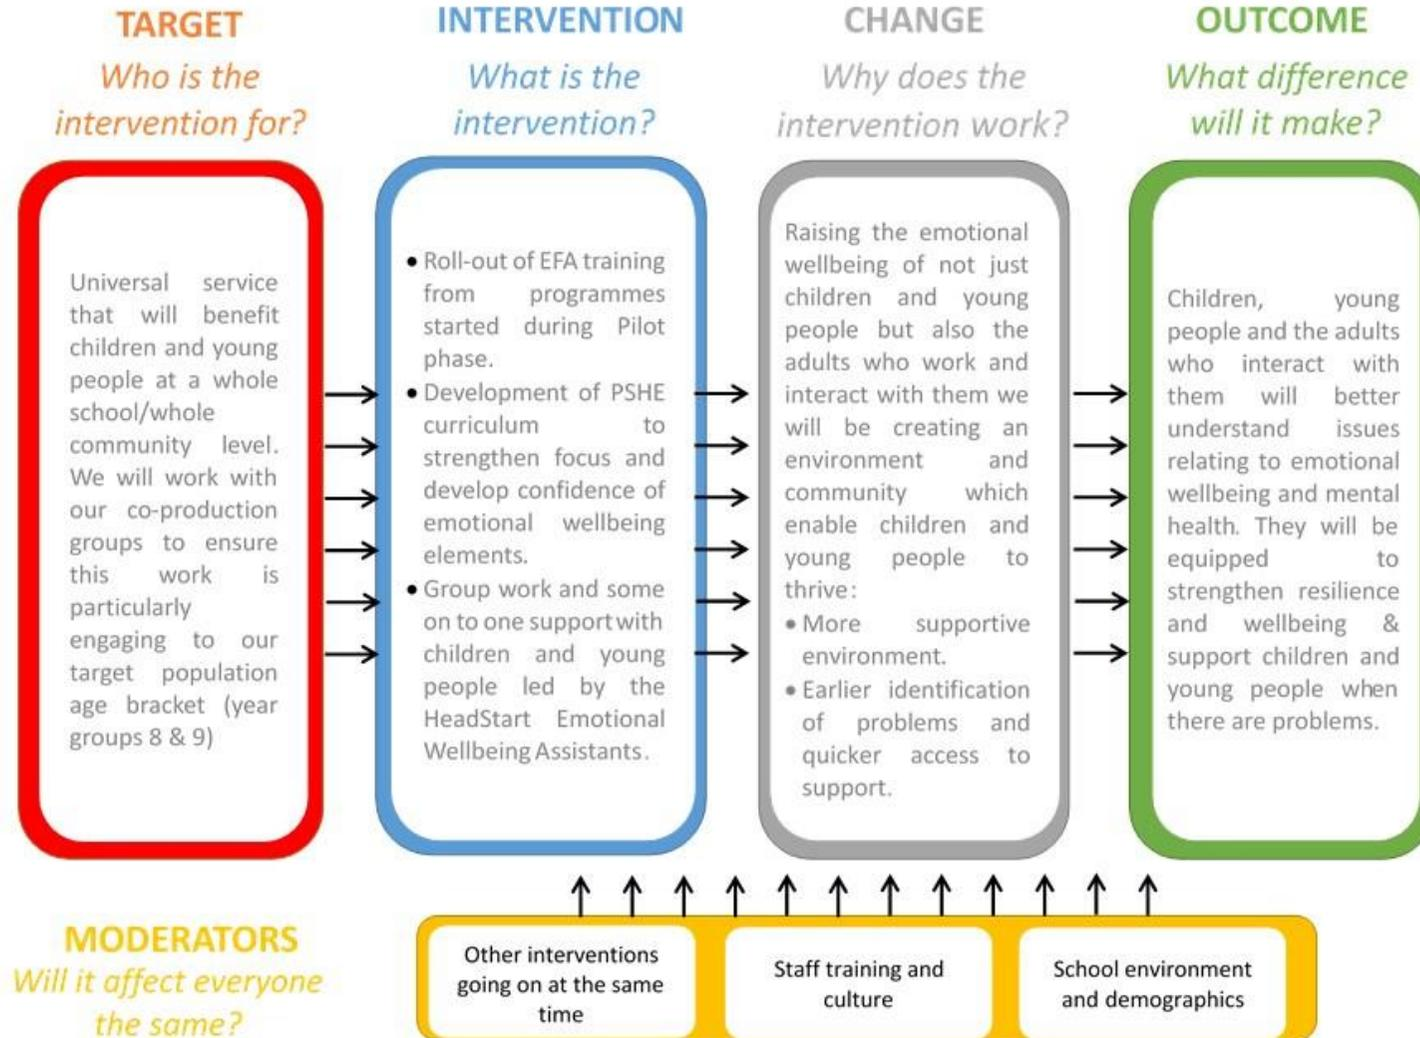 TARGET
Who is the
intervention for?
Universal service
that will benefit
children and young
people at a whole
school/whole
community level.
We will work with
our co-production
groups to ensure
this work is
particularly
engaging to our
target population
age bracket (year
groups 8 & 9)
INTERVENTION
What is the
intervention?
• Roll-out of EFA training
from programmes
started during Pilot
phase.
• Development of PSHE
curriculum to
strengthen focus and
develop confidence of
emotional wellbeing
elements.
• Group work and some
on to one support with
children and young
people led by the
HeadStart Emotional
Wellbeing Assistants.
CHANGE
Why does the
intervention work?
Raising the emotional
wellbeing of not just
children and young
people but also the
adults who work and
interact with them we
will be creating an
environment and
community which
enable children and
young people to
thrive:
• More supportive
environment.
• Earlier identification
of problems and
quicker access to
support.
OUTCOME
What difference
will it make?
Children, young
people and the adults
who interact with
them will better
understand issues
relating to emotional
wellbeing and mental
health. They will be
equipped to
strengthen resilience
and wellbeing &
support children and
young people when
there are problems.
MODERATORS
Will it affect everyone
the same?
Other interventions
going on at the same
time
Staff training and
culture
School environment
and demographics